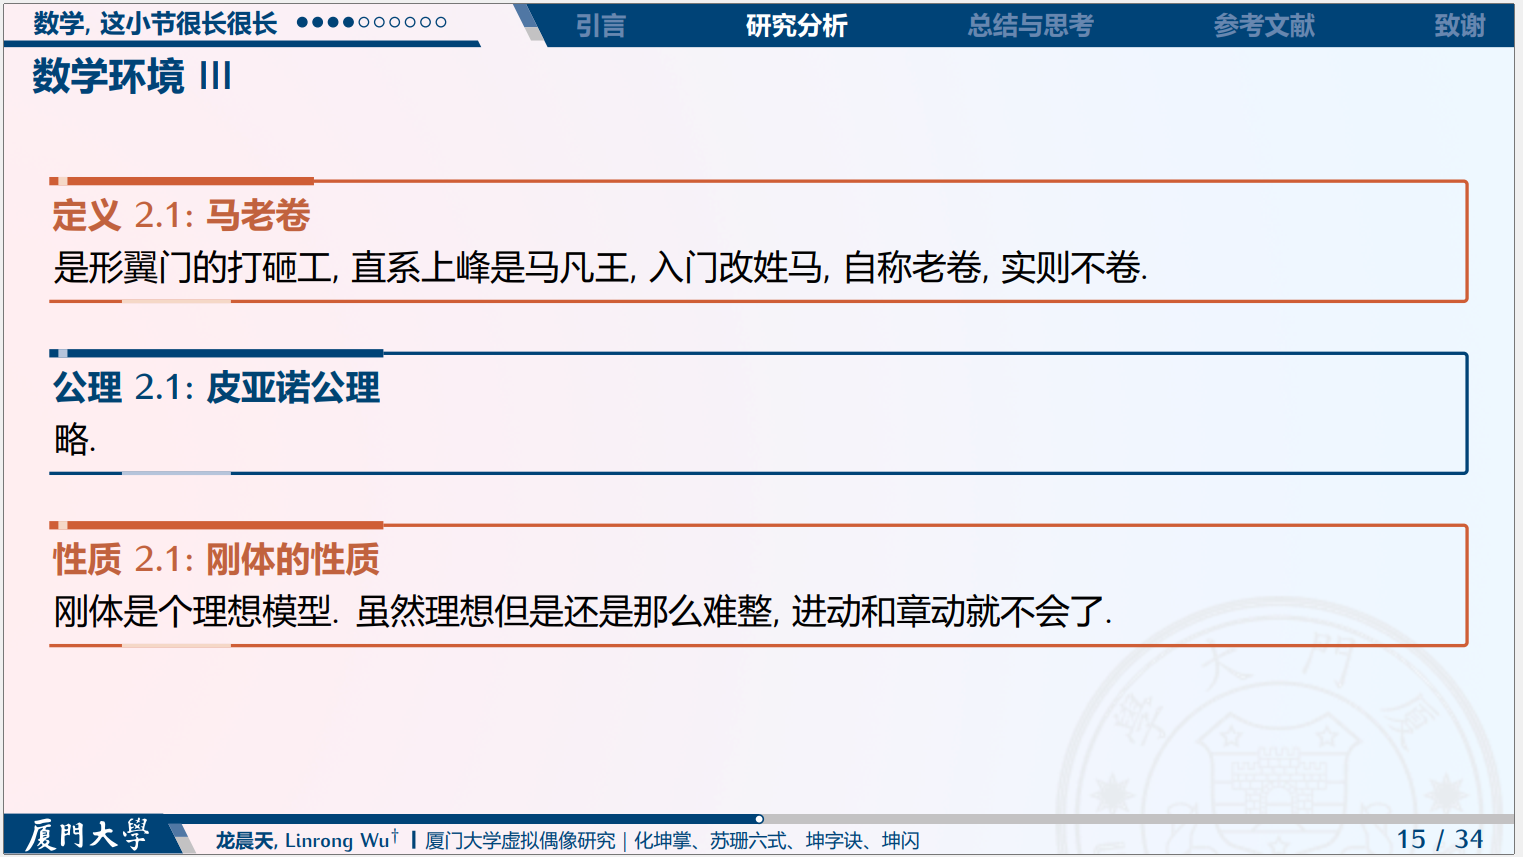 数学, 这小节很长很长
引言 研究分析 总结与思考 参考文献 致谢
数学环境 III
定义 2.1: 马老卷
是形翼门的打砸工, 直系上峰是马凡王, 入门改姓马, 自称老卷, 实则不卷.
公理 2.1: 皮亚诺公理
略.
性质 2.1: 刚体的性质
刚体是个理想模型. 虽然理想但是还是那么难整, 进动和章动就不会了.
學 大 門 廈
厦門大學 龙晨天, Linrong Wu† | 厦门大学虚拟偶像研究 | 化坤掌、苏珊六式、坤字诀、坤闪 15 / 34